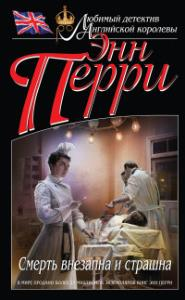 Любимый детектив
Английской королевы
Энн
Перри
Смерть внезапна и страшна